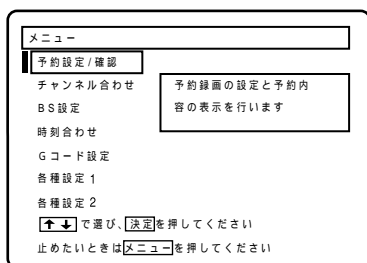 メニュー
予約設定/確認
チャンネル合わせ
予約録画の設定と予約内
容の表示を行います
BS設定
時刻合わせ
Gコード設定
各種設定1
各種設定2
↑↓で選び、決定を押してください
止めたいときはメニューを押してください